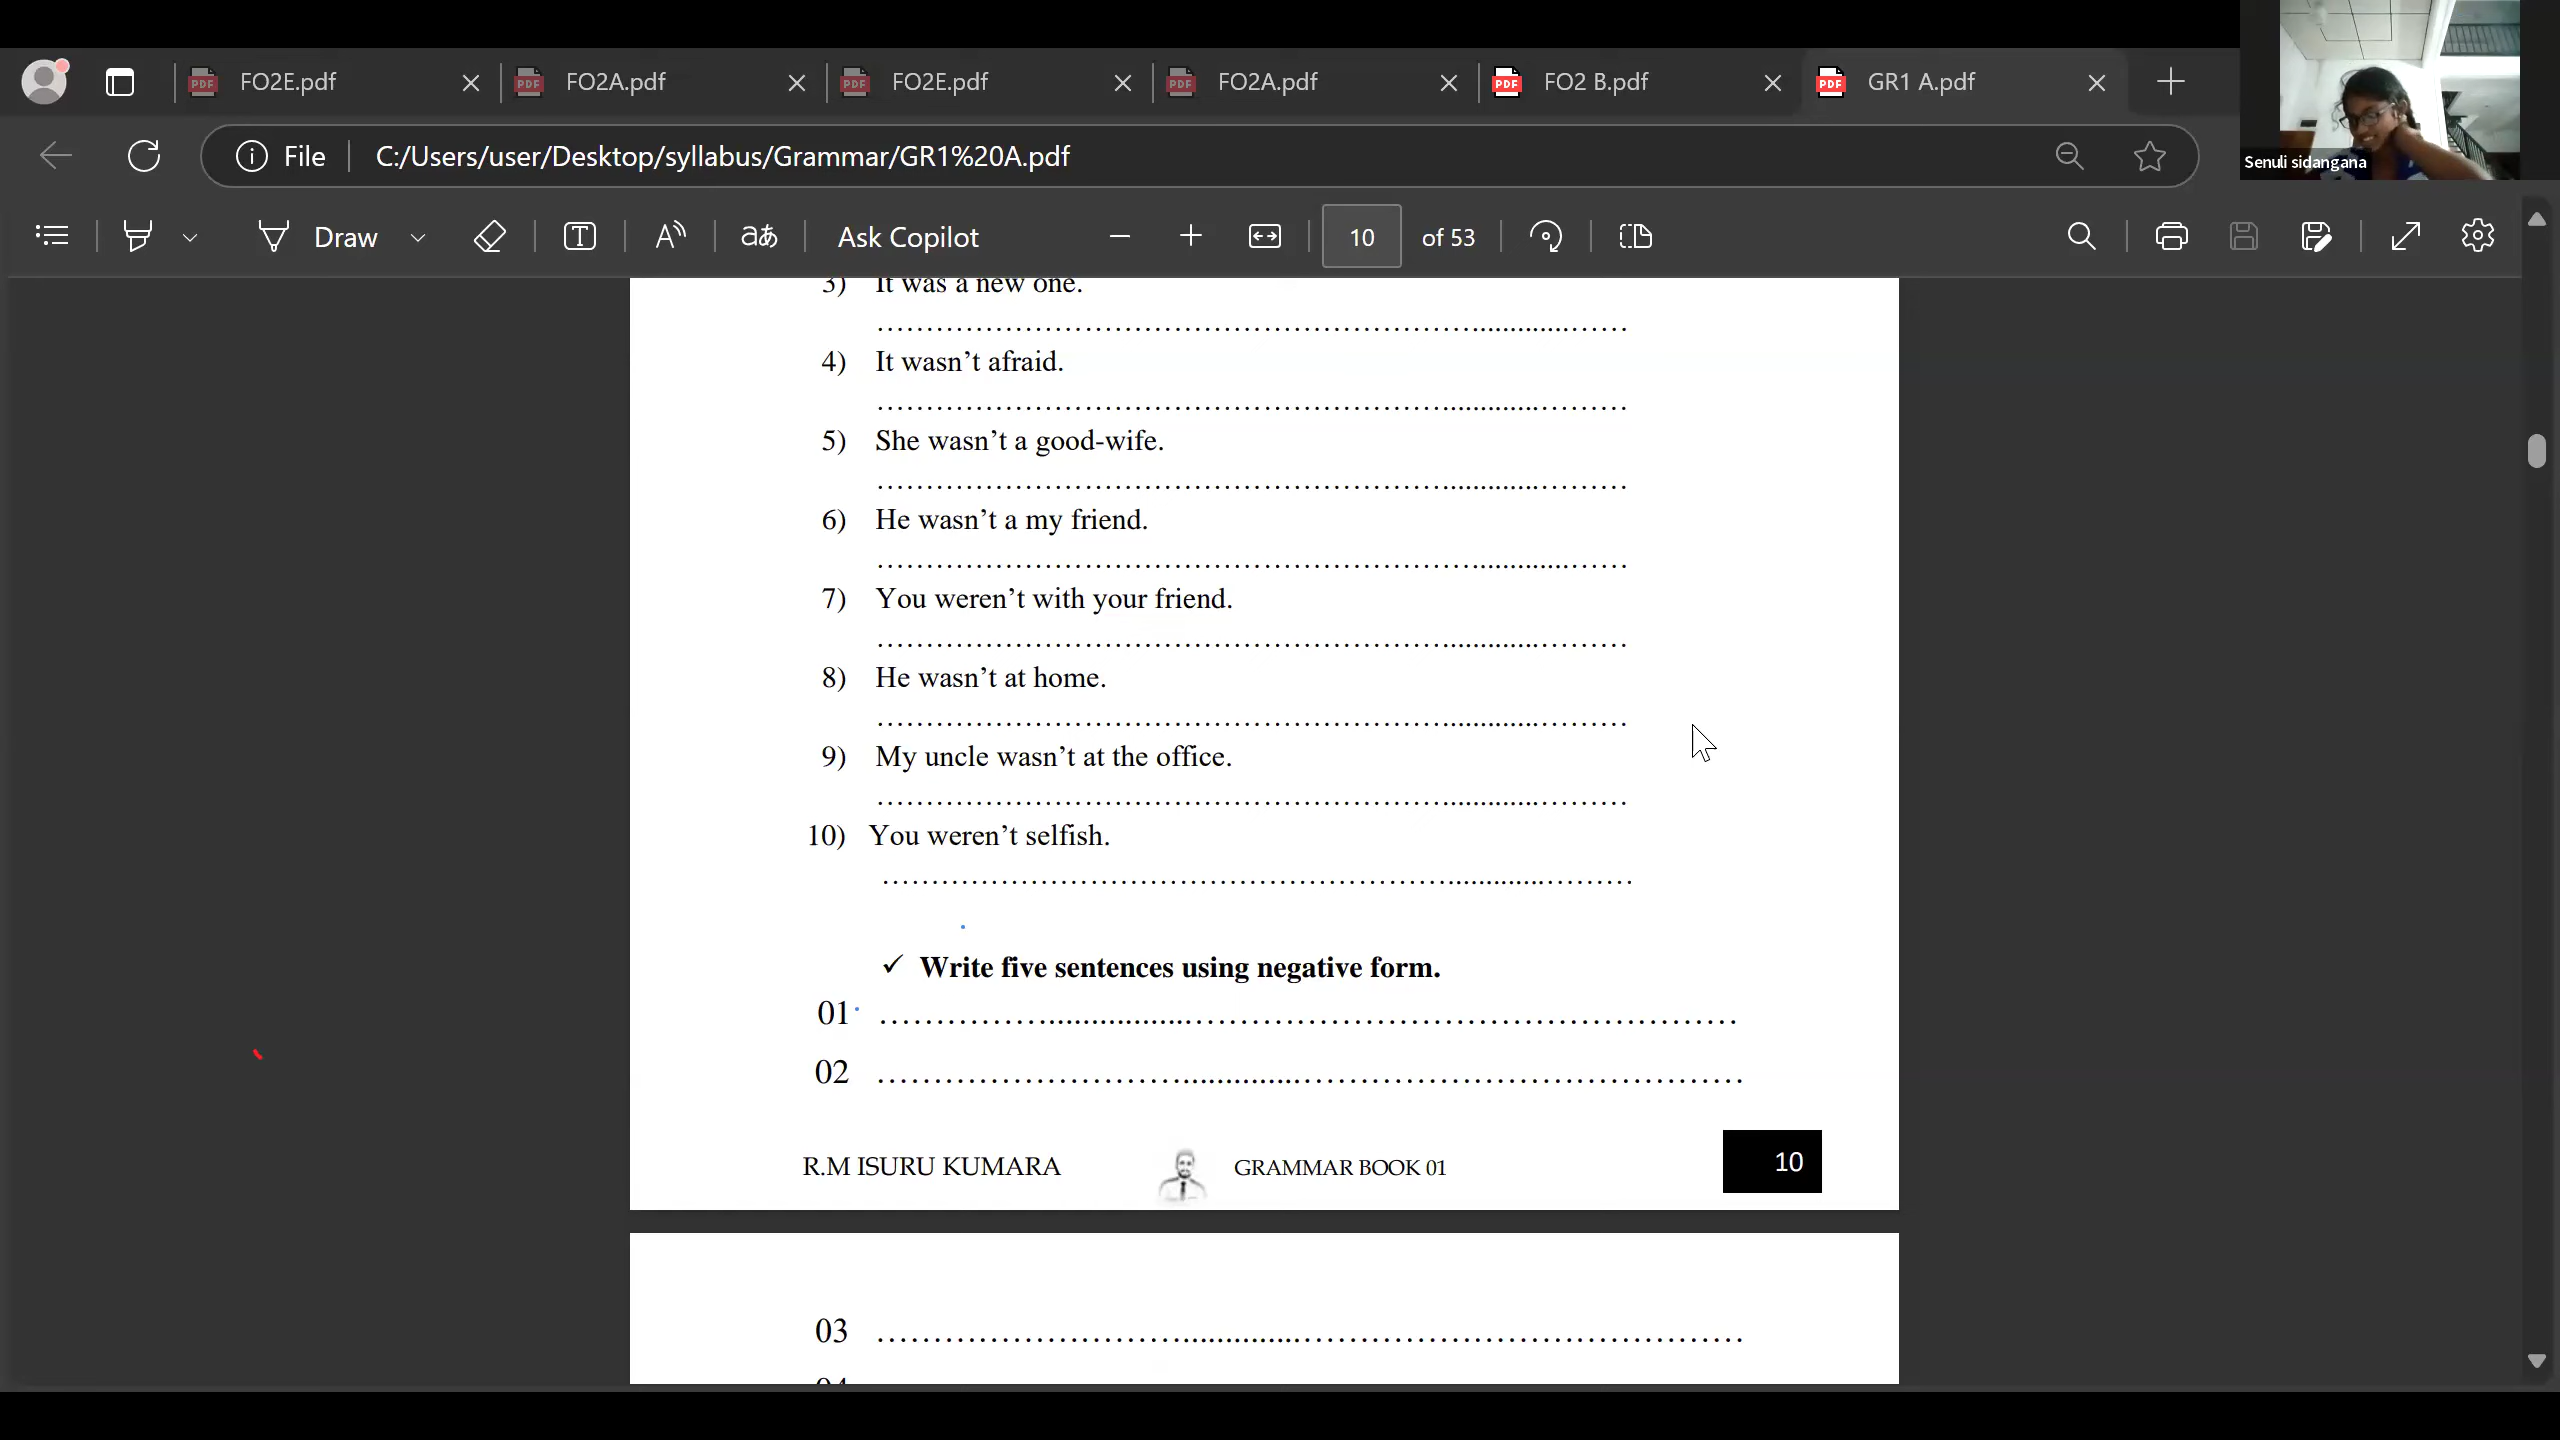 FO2E.pdf
FO2A.pdf
FO2E.pdf
FO2A.pdf
FO2 B.pdf
GR1 A.pdf
File
C:/Users/user/Desktop/syllabus/Grammar/GR1%20A.pdf
Senuli sidangana
Draw
aあ
Ask Copilot
10
of 53
3) It was a new one.
…………………………………………………………............……
4) It wasn’t afraid.
………………………………………………………............………
5) She wasn’t a good-wife.
………………………………………………………............………
6) He wasn’t a my friend.
…………………………………………………………............……
7) You weren’t with your friend.
………………………………………………………............………
8) He wasn’t at home.
………………………………………………………............………
9) My uncle wasn’t at the office.
………………………………………………………............………
10) You weren’t selfish.
………………………………………………………............………
✓ Write five sentences using negative form.
01 ……………................………………………………………………
02 ………………………….............……………………………………
R.M ISURU KUMARA
GRAMMAR BOOK 01
10
03 ………………………….............……………………………………